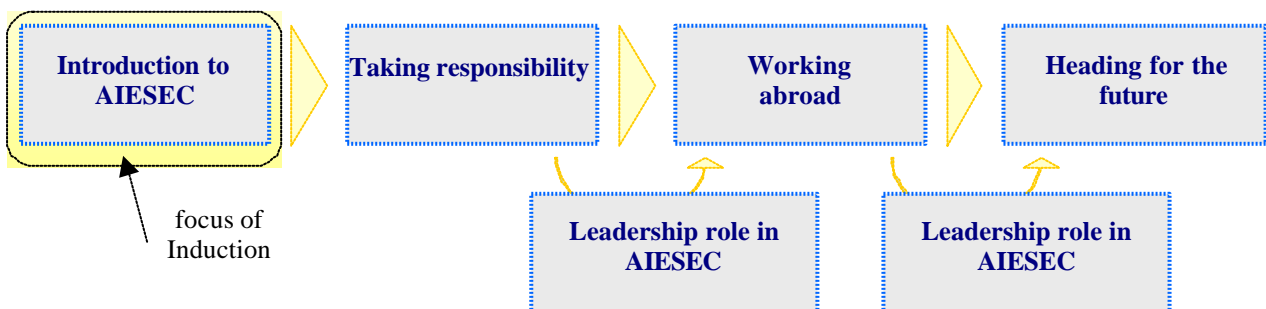 Introduction to
AIESEC
Taking responsibility
Working
abroad
Heading for the
future
focus of
Induction
Leadership role in
AIESEC
Leadership role in
AIESEC